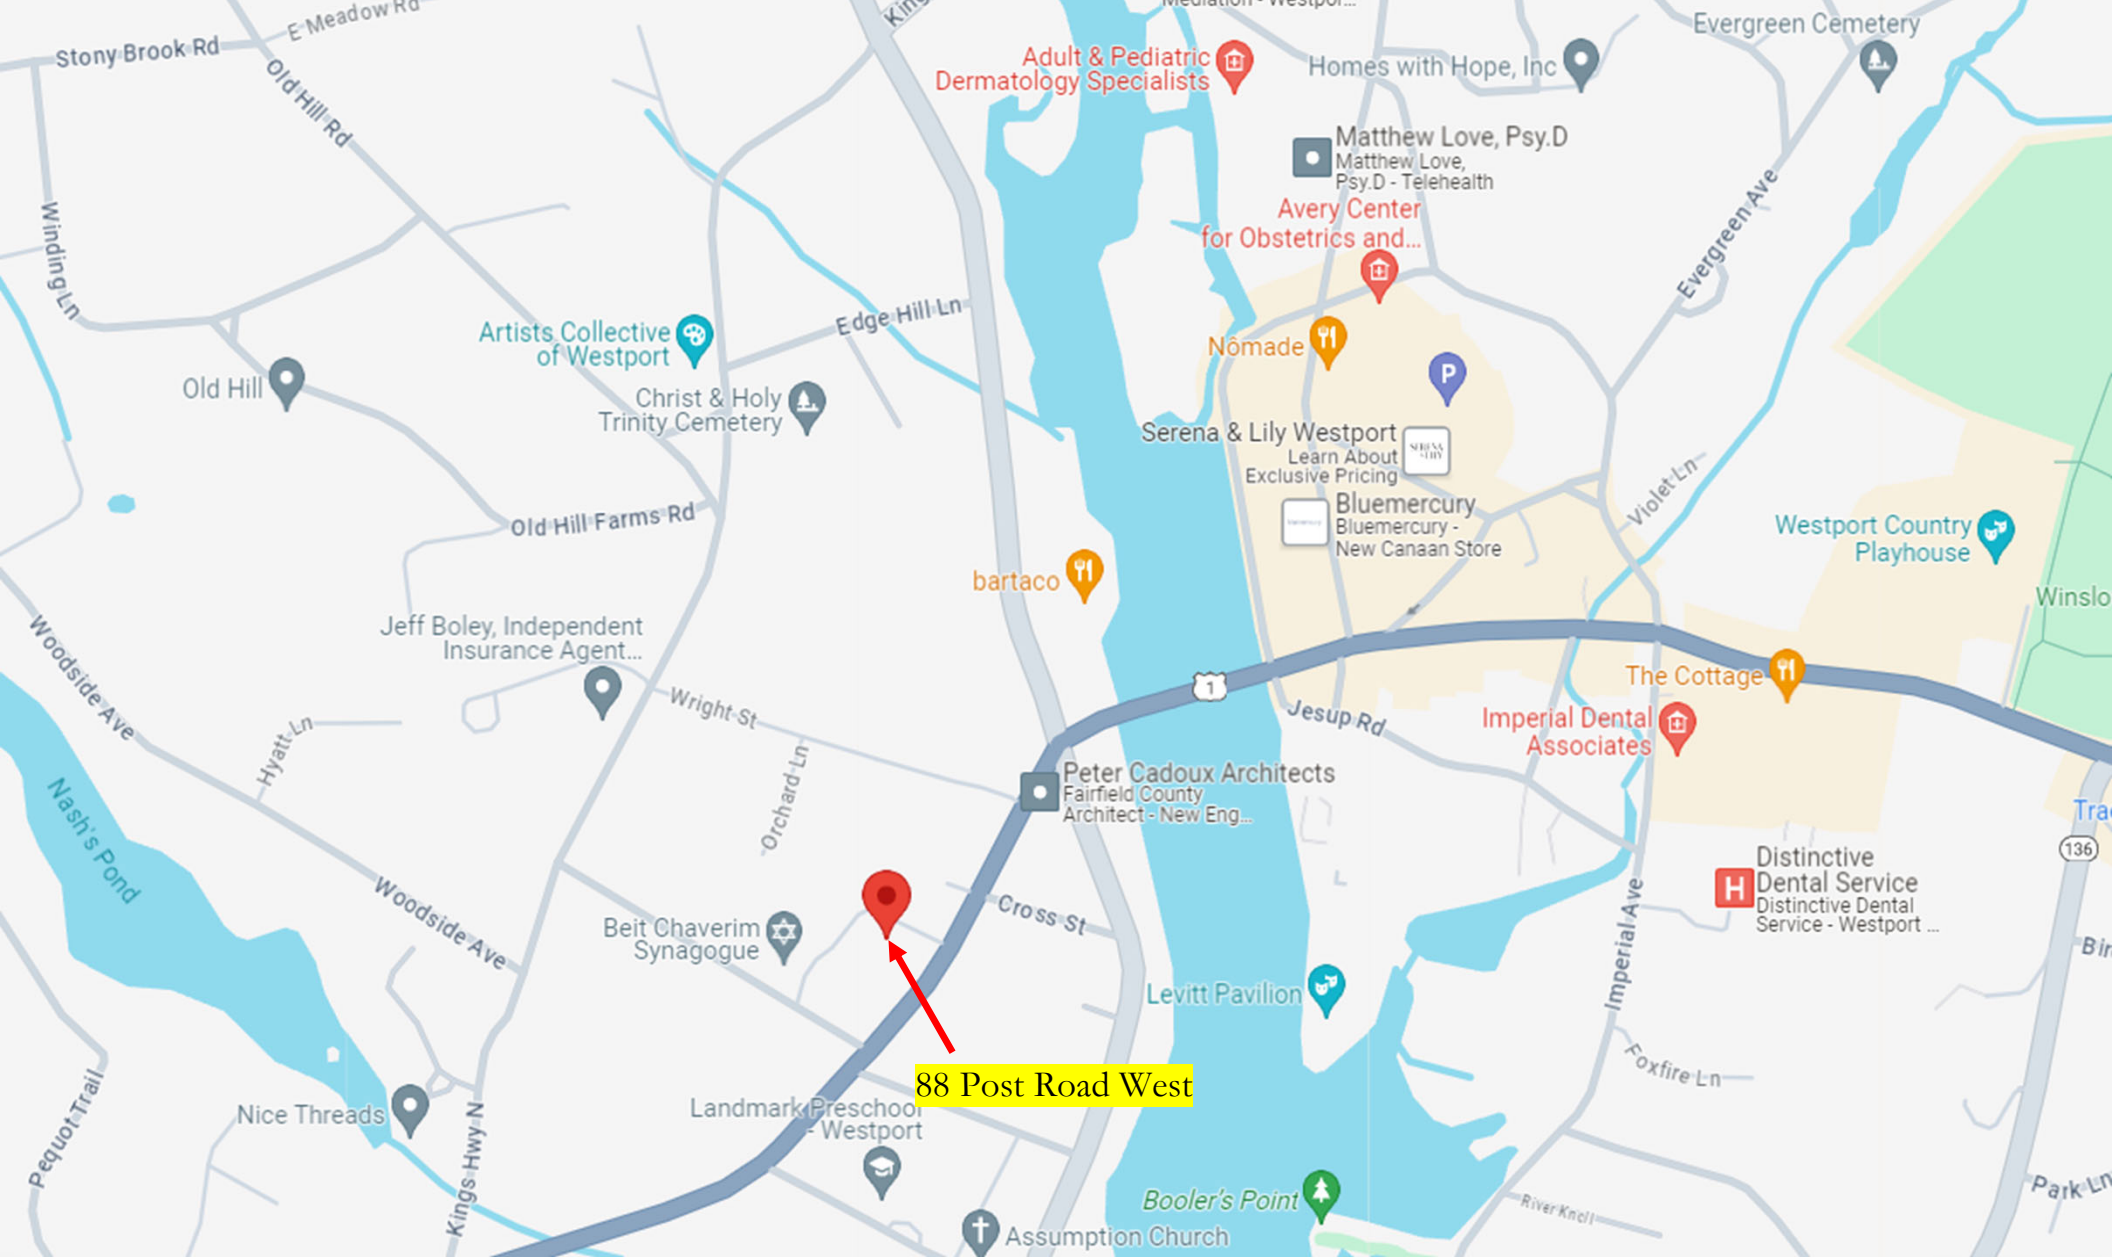 Mediation - Westpor...
E Meadow Rd
Stony Brook Rd
Old Hill Rd
Evergreen Cemetery
Adult & Pediatric
Dermatology Specialists
Homes with Hope, Inc
Matthew Love, Psy.D
Matthew Love,
Psy.D - Telehealth
Avery Center
for Obstetrics and...
Evergreen Ave
Winding Ln
Edge Hill Ln
Artists Collective
of Westport
Nômade
P
Old Hill
Christ & Holy
Trinity Cemetery
Serena & Lily Westport
Learn About
Exclusive Pricing
SERENA
& LILY
Violet Ln
Bluemercury
Bluemercury -
New Canaan Store
Old Hill Farms Rd
Westport Country
Playhouse
bartaco
Winslo
Woodside Ave
Jeff Boley, Independent
Insurance Agent...
1
The Cottage
Wright St
Jesup Rd
Imperial Dental
Associates
Hyatt Ln
Orchard Ln
Peter Cadoux Architects
Fairfield County
Architect - New Eng...
Nash's Pond
Tra
136
Distinctive
Dental Service
Distinctive Dental
Service - Westport ...
H
Woodside Ave
Cross St
Beit Chaverim
Synagogue
Imperial Ave
Bir
Levitt Pavilion
88 Post Road West
Foxfire Ln
Pequot Trail
Nice Threads
Landmark Preschool
- Westport
Kings Hwy N
Booler's Point
River Knoll
Park Ln
Assumption Church